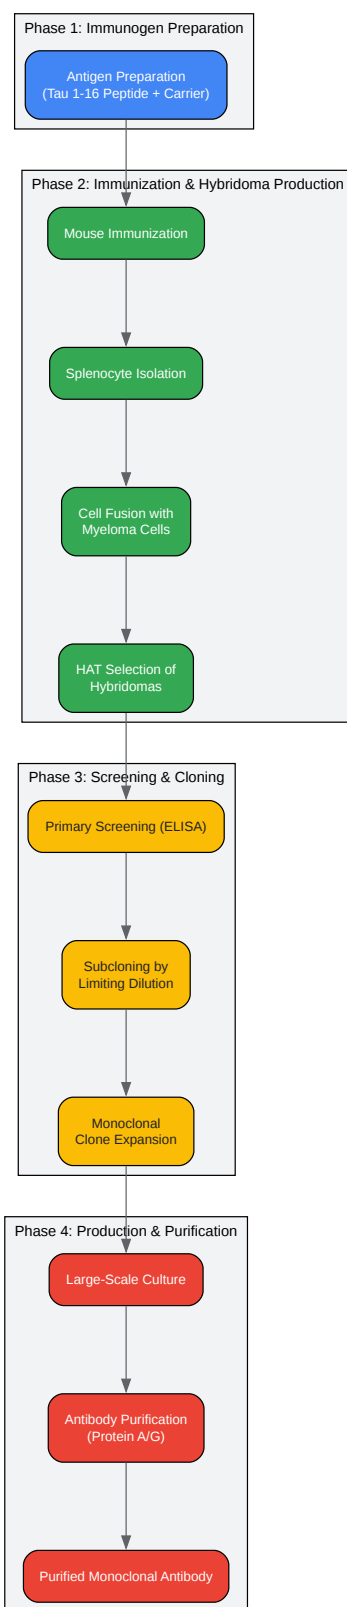 Phase 1: Immunogen Preparation
Antigen Preparation
(Tau 1-16 Peptide + Carrier)
Phase 2: Immunization & Hybridoma Production
Mouse Immunization
Splenocyte Isolation
Cell Fusion with
Myeloma Cells
HAT Selection of
Hybridomas
Phase 3: Screening & Cloning
Primary Screening (ELISA)
Subcloning by
Limiting Dilution
Monoclonal
Clone Expansion
Phase 4: Production & Purification
Large-Scale Culture
Antibody Purification
(Protein A/G)
Purified Monoclonal Antibody